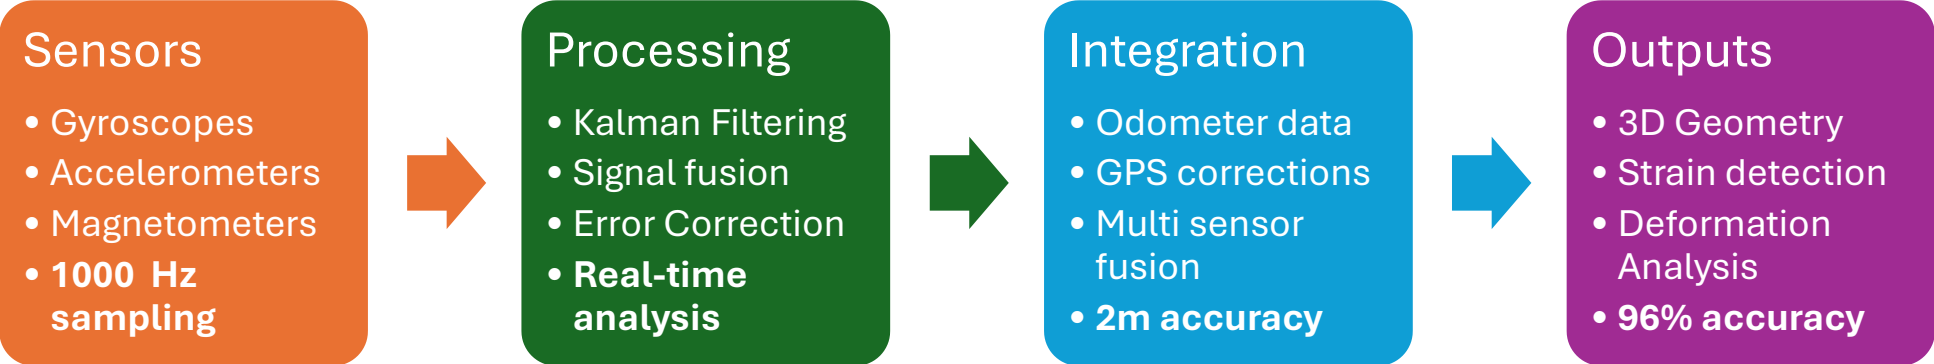 Sensors
• Gyroscopes
• Accelerometers
• Magnetometers
• 1000  Hz
sampling
Processing
• Kalman Filtering
• Signal fusion
• Error Correction
• Real-time
analysis
Integration
• Odometer data
• GPS corrections
• Multi sensor
fusion
• 2m accuracy
Outputs
• 3D Geometry
• Strain detection
• Deformation
Analysis
• 96% accuracy